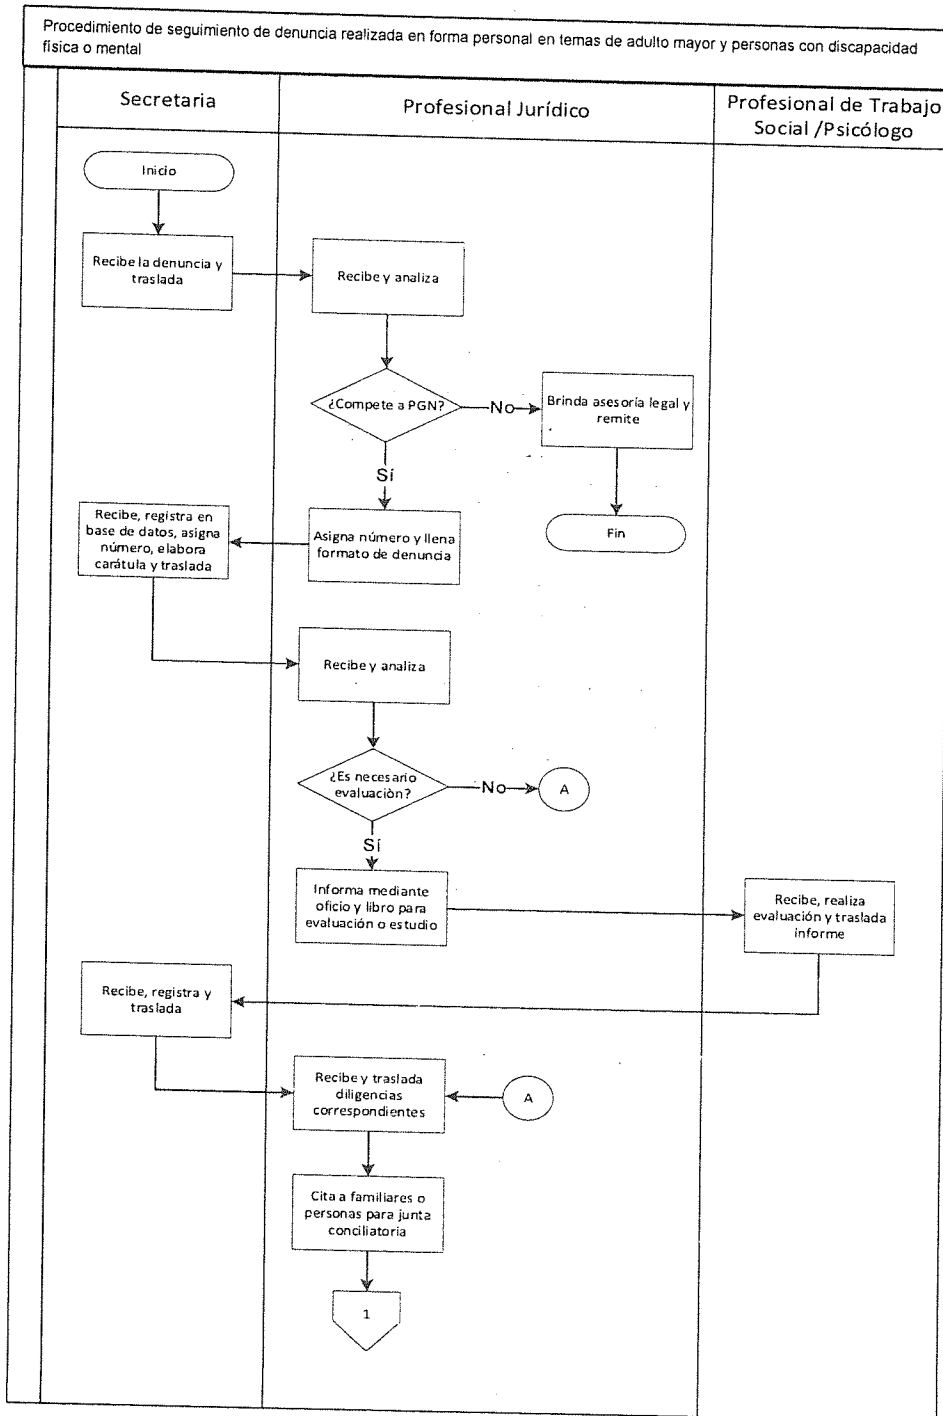 Procedimiento de seguimiento de denuncia realizada en forma personal en temas de adulto mayor y personas con discapacidad
física o mental
Secretaria
Profesional Jurídico
Profesional de Trabajo
Social /Psicólogo
Inicio
Recibe la denuncia y
traslada
Recibe y analiza
¿Compete a PGN?
No
Brinda asesoría legal y
remite
Sí
Fin
Recibe, registra en
base de datos, asigna
número, elabora
carátula y traslada
Asigna número y llena
formato de denuncia
Recibe y analiza
¿Es necesario
evaluaciòn?
No
A
Sí
Informa mediante
oficio y libro para
evaluación o estudio
Recibe, realiza
evaluación y traslada
informe
Recibe, registra y
traslada
Recibe y traslada
diligencias
correspondientes
A
Cita a familiares o
personas para junta
conciliatoria
1